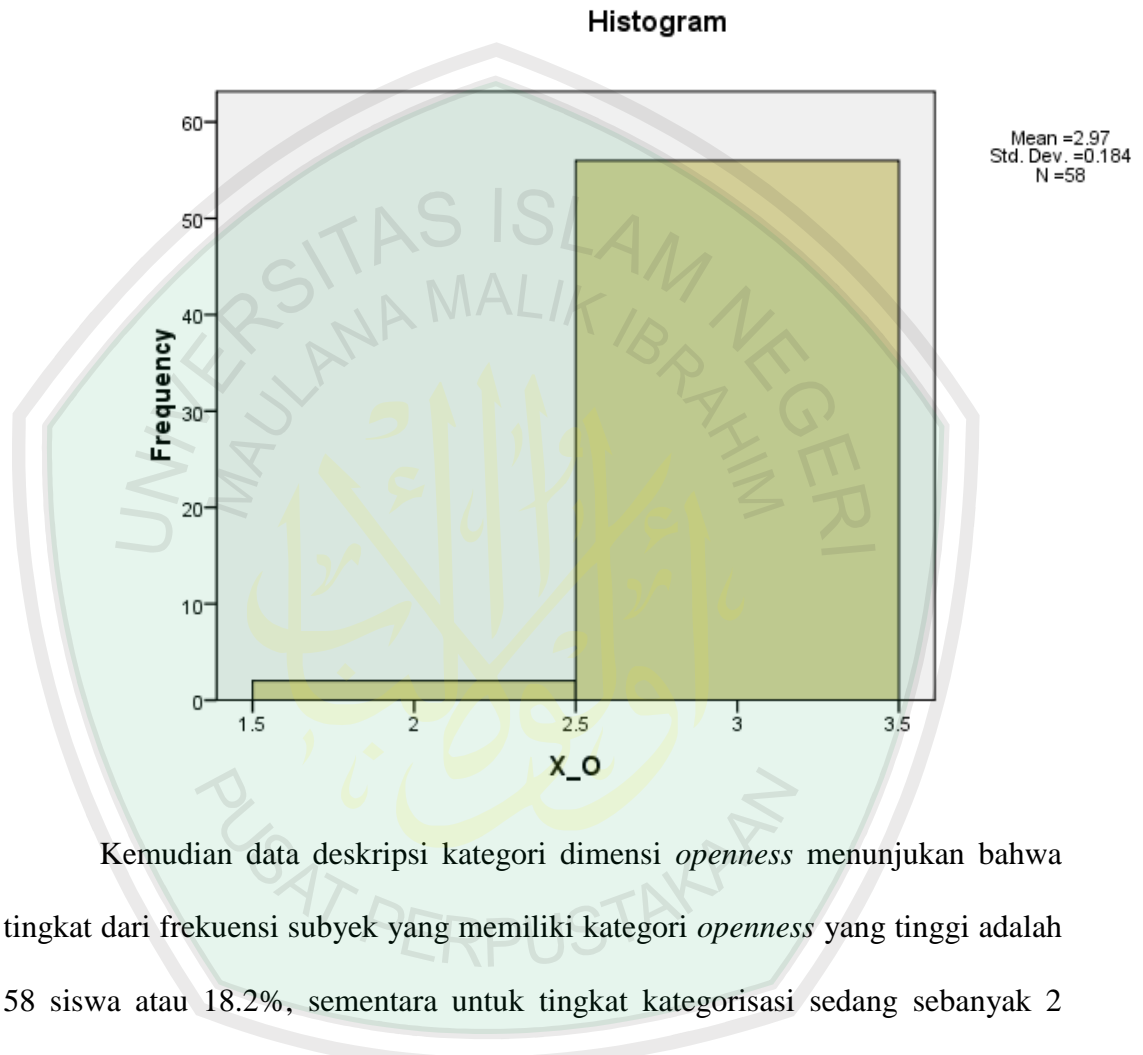 Histogram
Mean =2.97
Std. Dev. =0.184
N =58
60
50
40
30
20
10
0
Frequency
1.5 2 2.5 3 3.5
X_O
UNIVERSITAS ISLAM NEGERI
MAULANA MALIK IBRAHIM
PUSAT PERPUSTAKAAN
Kemudian data deskripsi kategori dimensi openness menunjukan bahwa
tingkat dari frekuensi subyek yang memiliki kategori openness yang tinggi adalah
58 siswa atau 18.2%, sementara untuk tingkat kategorisasi sedang sebanyak 2